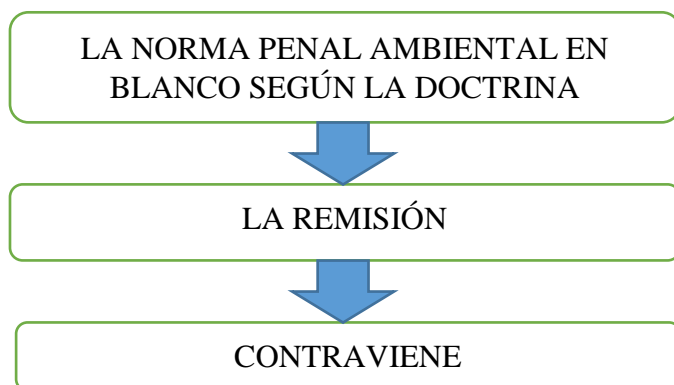 LA NORMA PENAL AMBIENTAL EN
BLANCO SEGÚN LA DOCTRINA
LA REMISIÓN
CONTRAVIENE